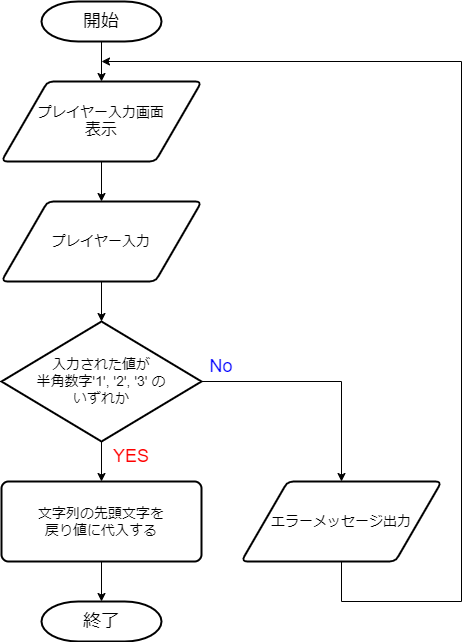 開始
プレイヤー入力画面
表示
プレイヤー入力
入力された値が
半角数字'1', '2', '3' の
いずれか
No
YES
文字列の先頭文字を
戻り値に代入する
エラーメッセージ出力
終了